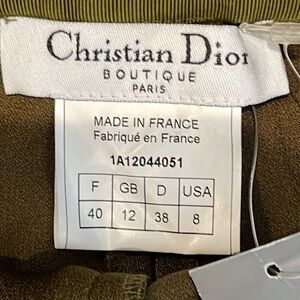 Christian Dior
BOUTIQUE
PARIS
MADE IN FRANCE
Fabriqué en France
1A12044051
F GB D USA
40 12 38 8